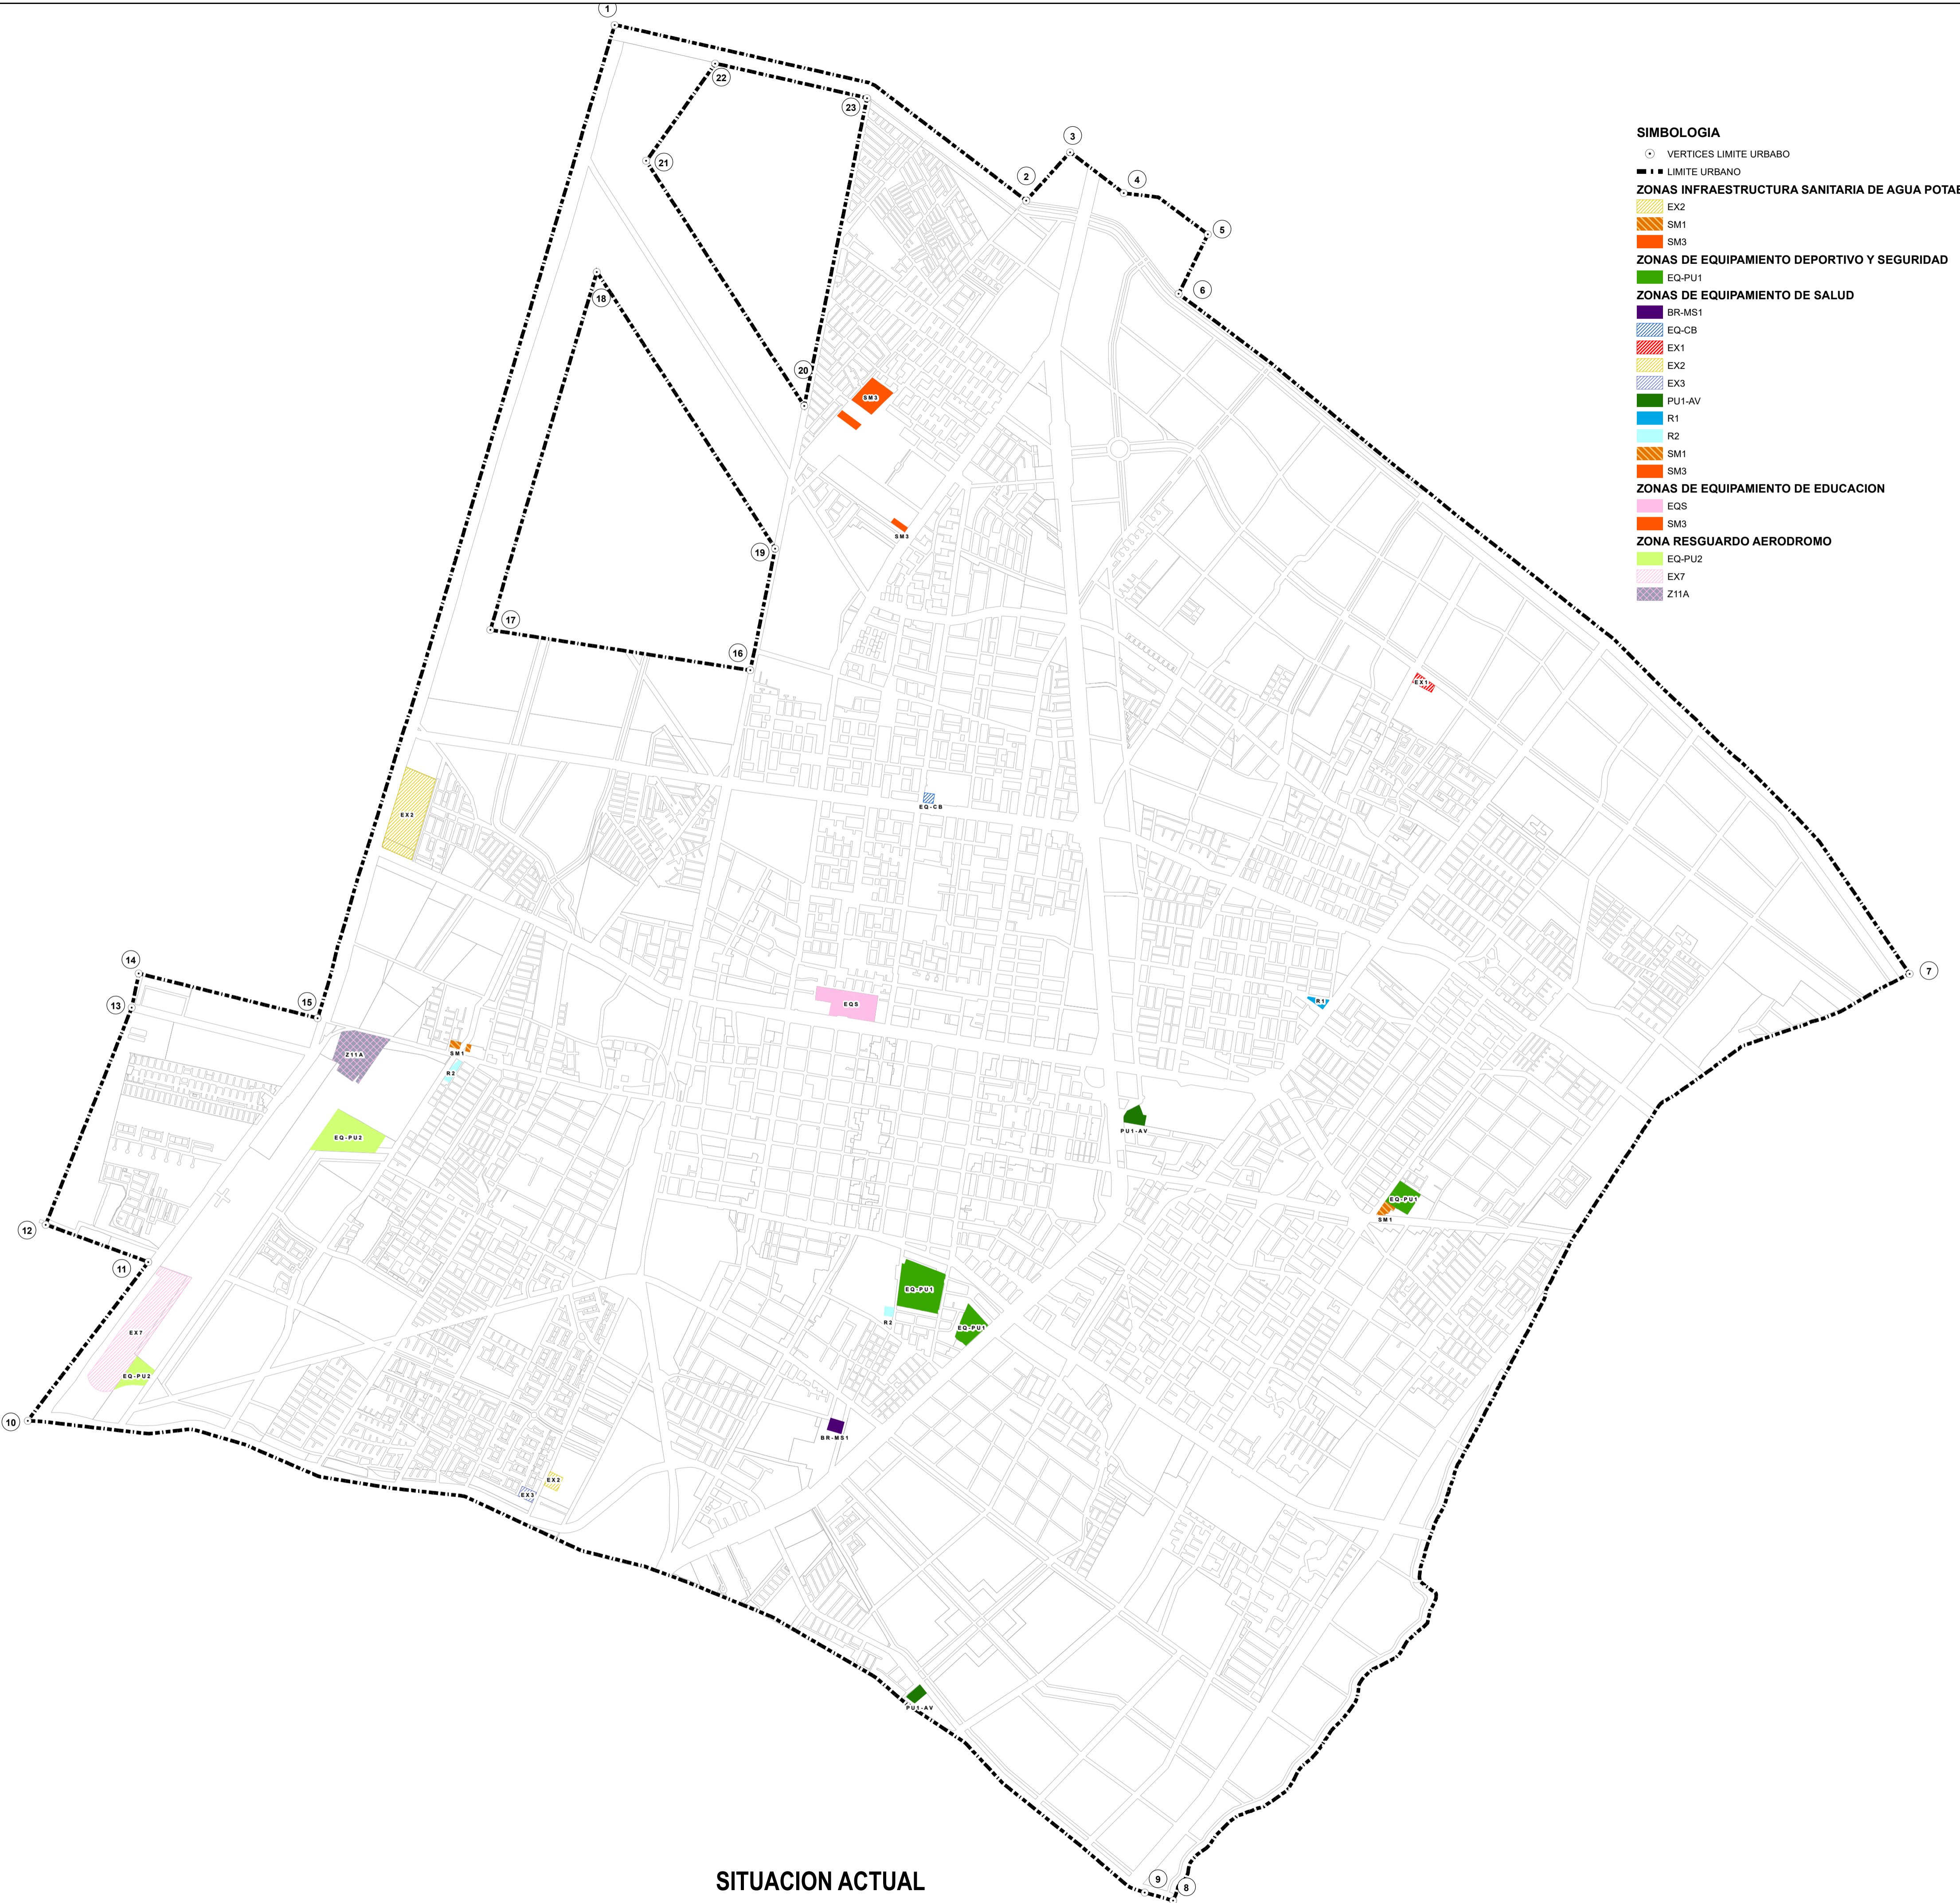 1
22
23
3
2
4
21
5
6
18
20
SM3
SM3
19
17
16
EX1
EQ-CB
EX2
14
7
13
15
EQS
R1
Z11A
SM1
R2
PU1-AV
EQ-PU2
EQ-PU1
SM1
12
11
EQ-PU1
R2
EQ-PU1
EX7
EQ-PU2
10
BR-MS1
EX2
EX3
PU1-AV
9
8
SIMBOLOGIA
VERTICES LIMITE URBABO
LIMITE URBANO
ZONAS INFRAESTRUCTURA SANITARIA DE AGUA
EX2
SM1
SM3
ZONAS DE EQUIPAMIENTO DEPORTIVO Y SEGURIDAD
EQ-PU1
ZONAS DE EQUIPAMIENTO DE SALUD
BR-MS1
EQ-CB
EX1
EX2
EX3
PU1-AV
R1
R2
SM1
SM3
ZONAS DE EQUIPAMIENTO DE EDUCACION
EQS
SM3
ZONA RESGUARDO AERODROMO
EQ-PU2
EX7
Z11A
SITUACION ACTUAL